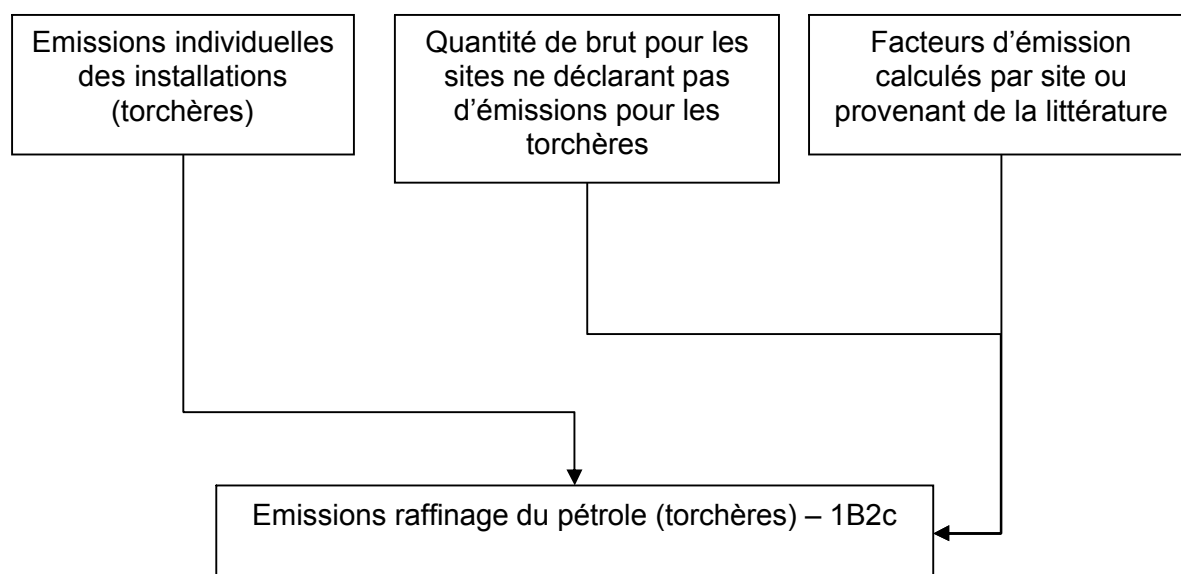 Emissions individuelles
des installations
(torchères)
Quantité de brut pour les
sites ne déclarant pas
d’émissions pour les
torchères
Facteurs d’émission
calculés par site ou
provenant de la littérature
Emissions raffinage du pétrole (torchères) – 1B2c